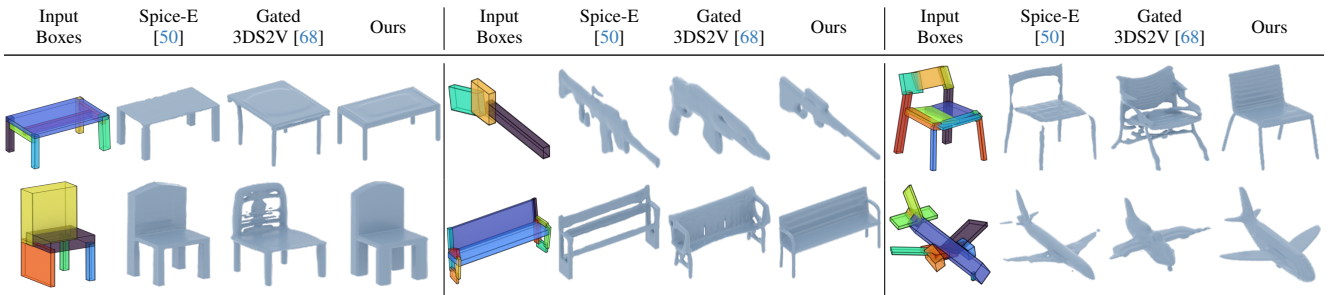 Input Spice-E Gated Ours Input Spice-E Gated Ours Input Spice-E Gated Ours
Boxes [50] 3DS2V [68] Boxes [50] 3DS2V [68] Boxes [50] 3DS2V [68]